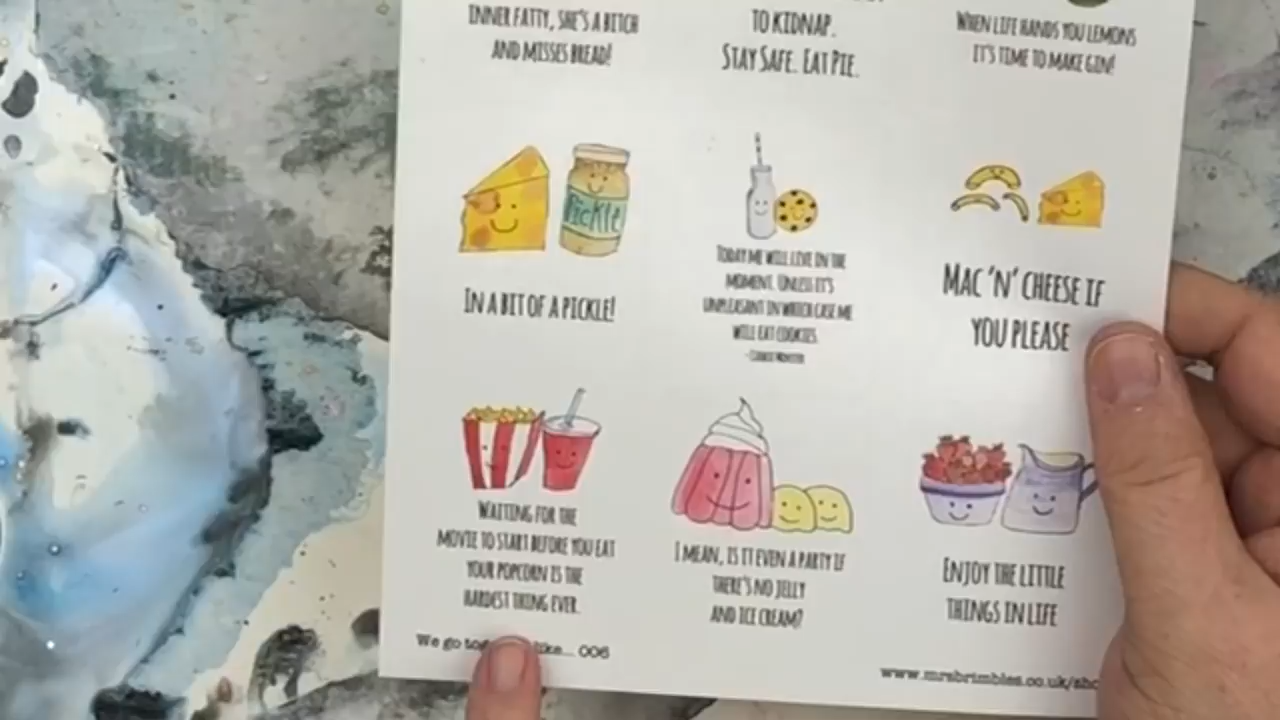 INNER FATTY, SHE'S A BITCH
AND MISSES BREAD!
TO KIDNAP.
STAY SAFE. EAT PIE.
WHEN LIFE HANDS YOU LEMONS
IT'S TIME TO MAKE GIN!
Pickle
IN A BIT OF A PICKLE!
TODAY ME WILL LIVE IN THE
MOMENT. UNLESS IT'S
UNPLEASANT IN WHICH CASE ME
WILL EAT COOKIES.
-COOKIE MONSTER
MAC 'N' CHEESE IF
YOU PLEASE
WAITING FOR THE
MOVIE TO START BEFORE YOU EAT
YOUR POPCORN IS THE
HARDEST THING EVER.
I MEAN, IS IT EVEN A PARTY IF
THERE'S NO JELLY
AND ICE CREAM?
ENJOY THE LITTLE
THINGS IN LIFE
We go like... 006
www.mrsbrimbles.co.uk/sho